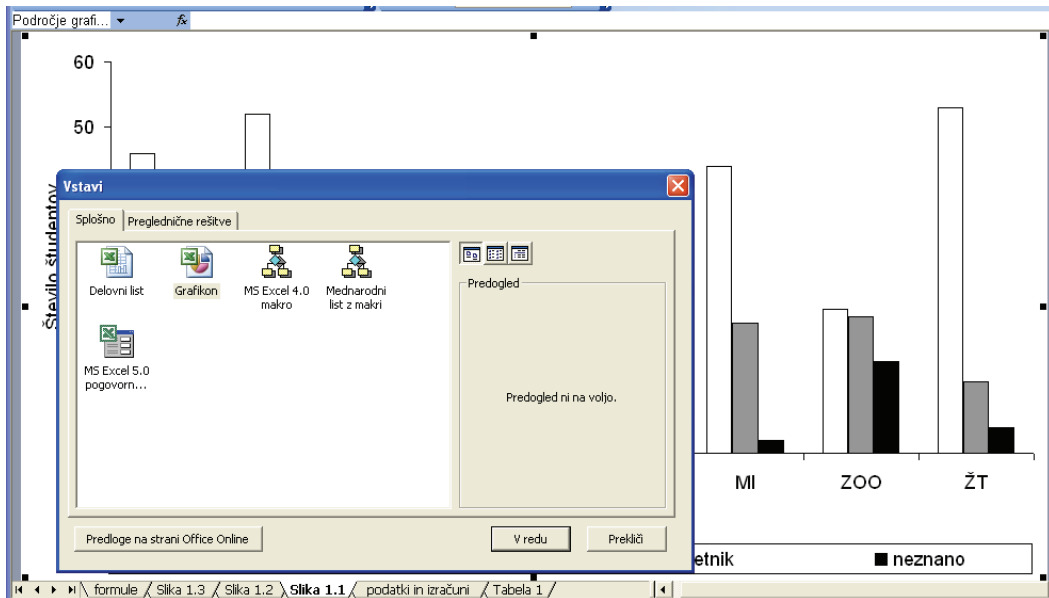 Področje grafi...
fx
60
50
Število študentov
Vstavi
Splošno
Preglednične rešitve
Delovni list
Grafikon
MS Excel 4.0
makro
Mednarodni
list z makri
MS Excel 5.0
pogovorn...
Predogled
Predogled ni na voljo.
Predloge na strani Office Online
V redu
Prekliči
MI
ZOO
ŽT
etnik
neznano
formule
Slika 1.3
Slika 1.2
Slika 1.1
podatki in izračuni
Tabela 1